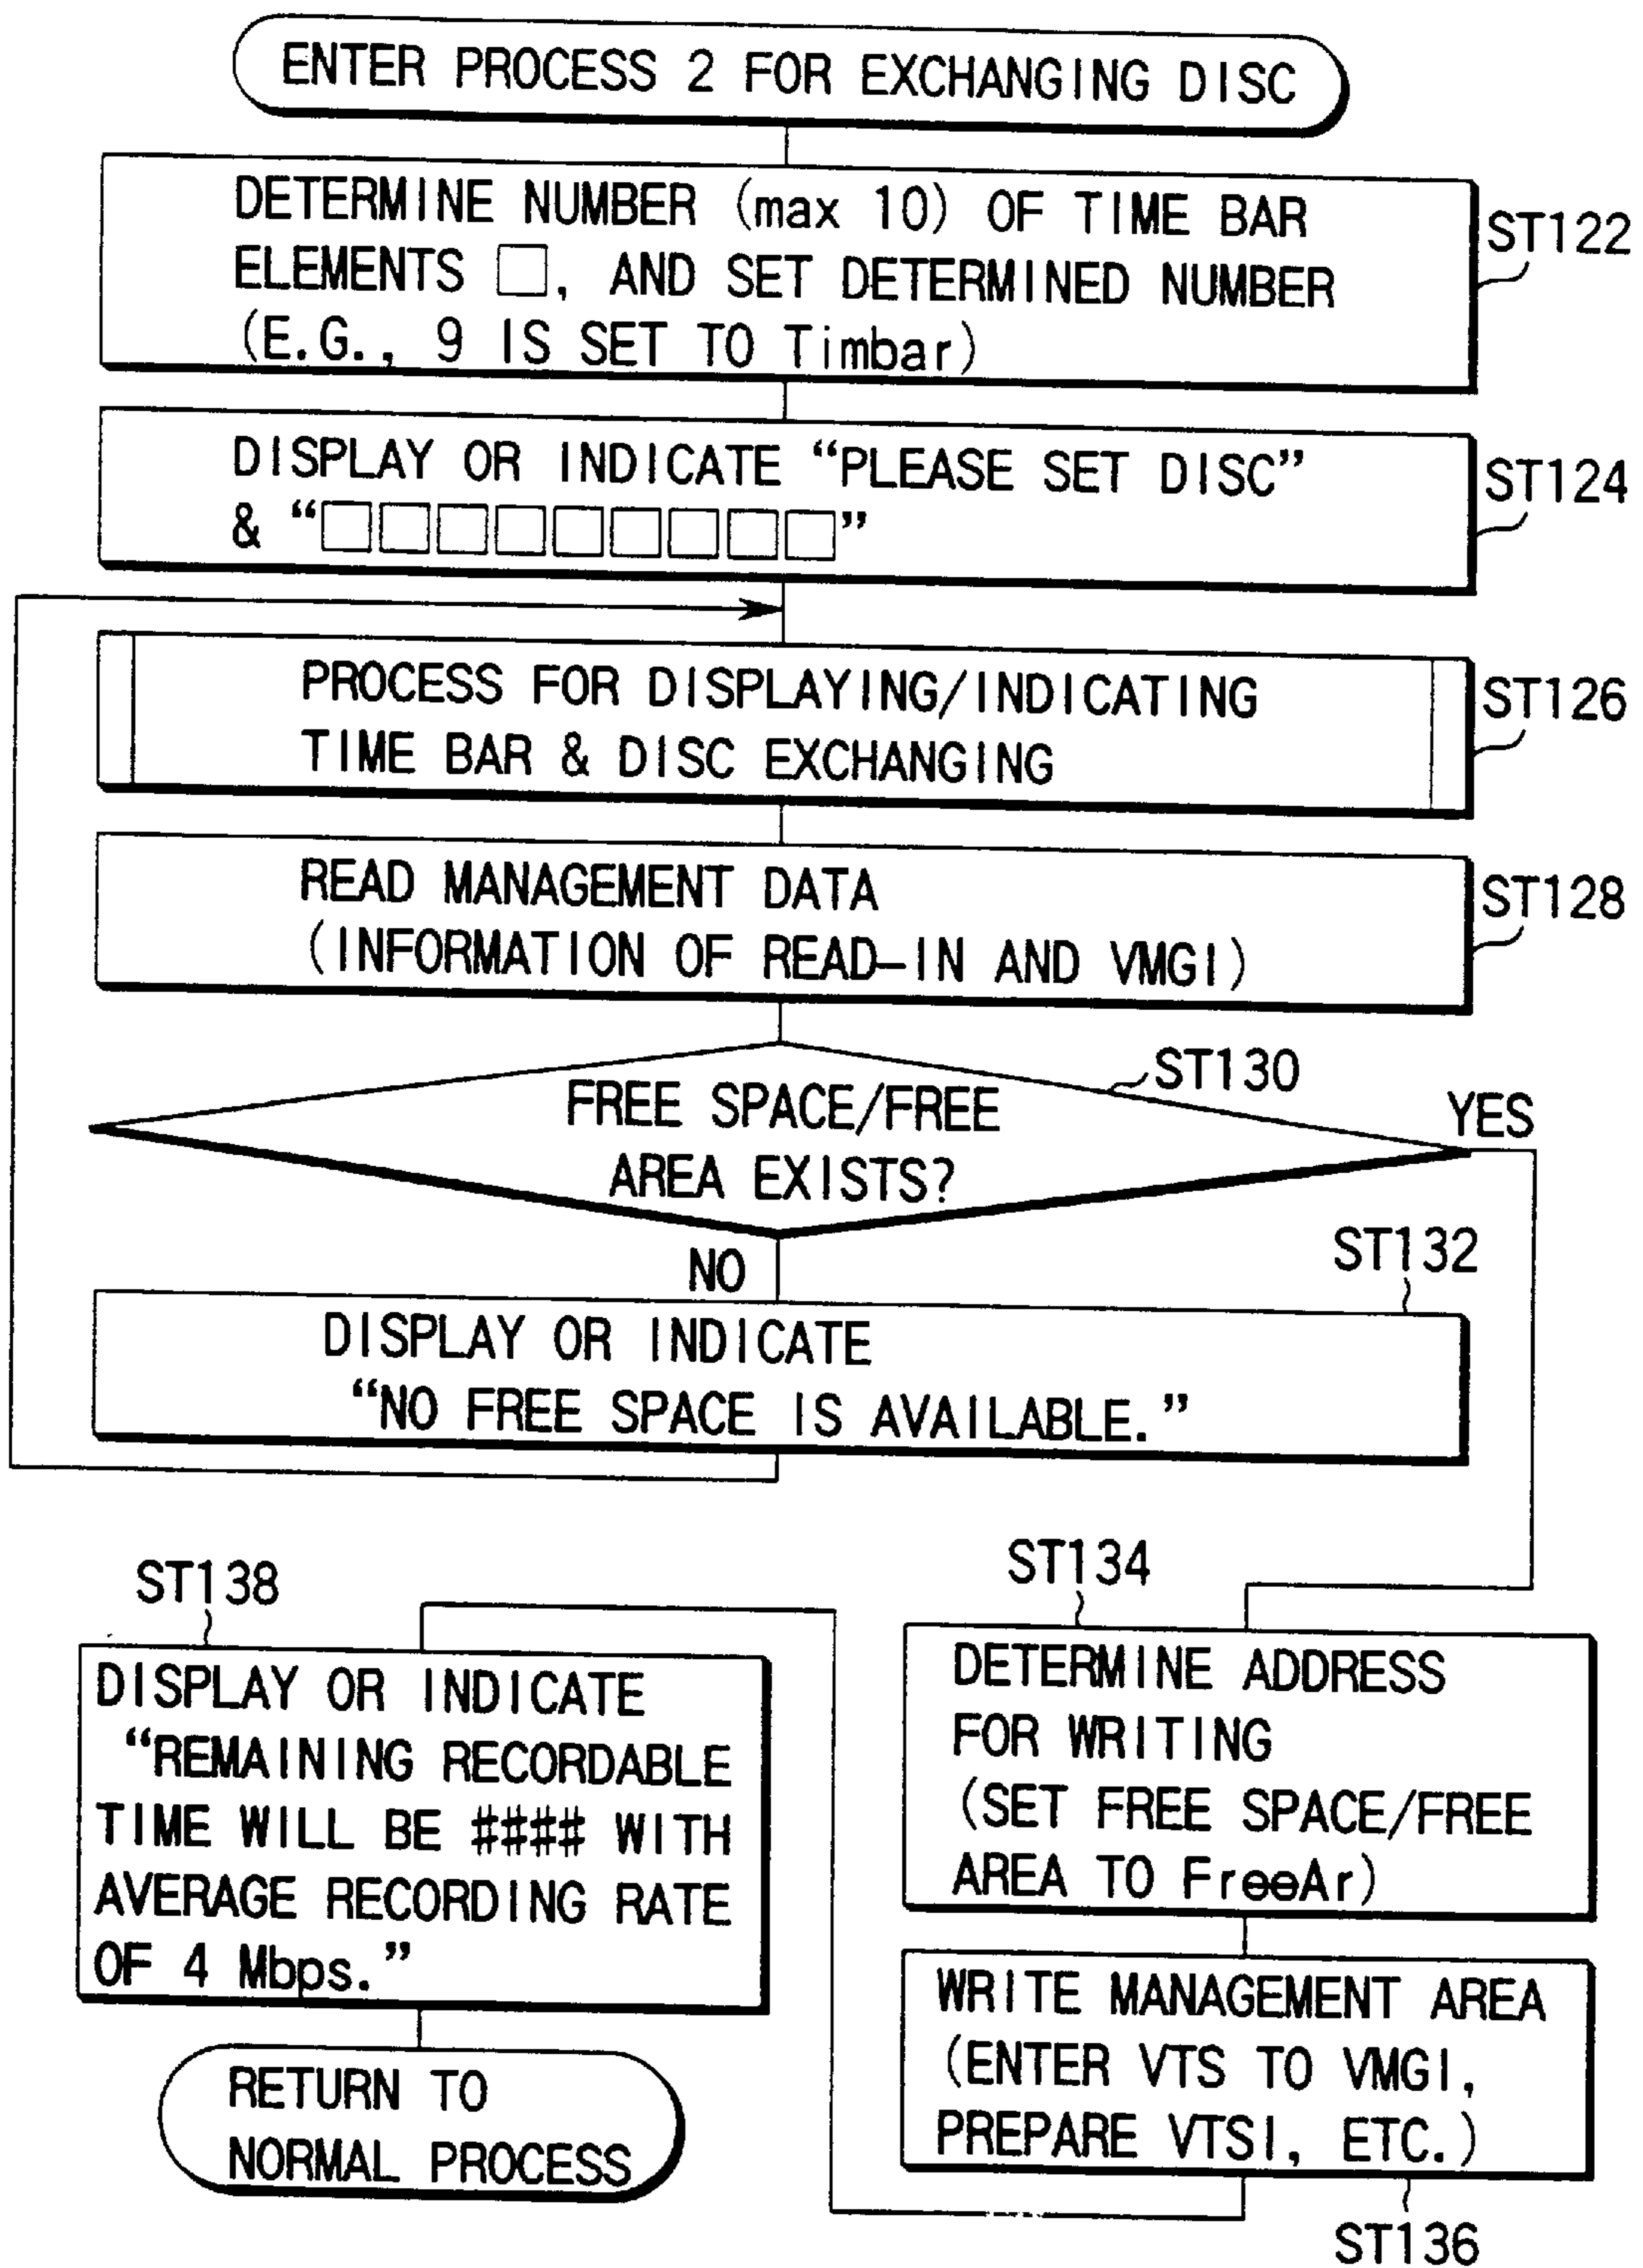 ENTER PROCESS 2 FOR EXCHANGING DISC
DETERMINE NUMBER (max 10) OF TIME BAR
ELEMENTS □, AND SET DETERMINED NUMBER
(E.G., 9 IS SET TO Timbar)
ST122
DISPLAY OR INDICATE “PLEASE SET DISC”
& “□□□□□□□□□”
ST124
PROCESS FOR DISPLAYING/INDICATING
TIME BAR & DISC EXCHANGING
ST126
READ MANAGEMENT DATA
(INFORMATION OF READ-IN AND VMGI)
ST128
ST130
FREE SPACE/FREE
AREA EXISTS?
YES
NO
ST132
DISPLAY OR INDICATE
“NO FREE SPACE IS AVAILABLE.”
ST134
DETERMINE ADDRESS
FOR WRITING
(SET FREE SPACE/FREE
AREA TO FreeAr)
WRITE MANAGEMENT AREA
(ENTER VTS TO VMGI,
PREPARE VTSI, ETC.)
ST136
ST138
DISPLAY OR INDICATE
“REMAINING RECORDABLE
TIME WILL BE #### WITH
AVERAGE RECORDING RATE
OF 4 Mbps.”
RETURN TO
NORMAL PROCESS